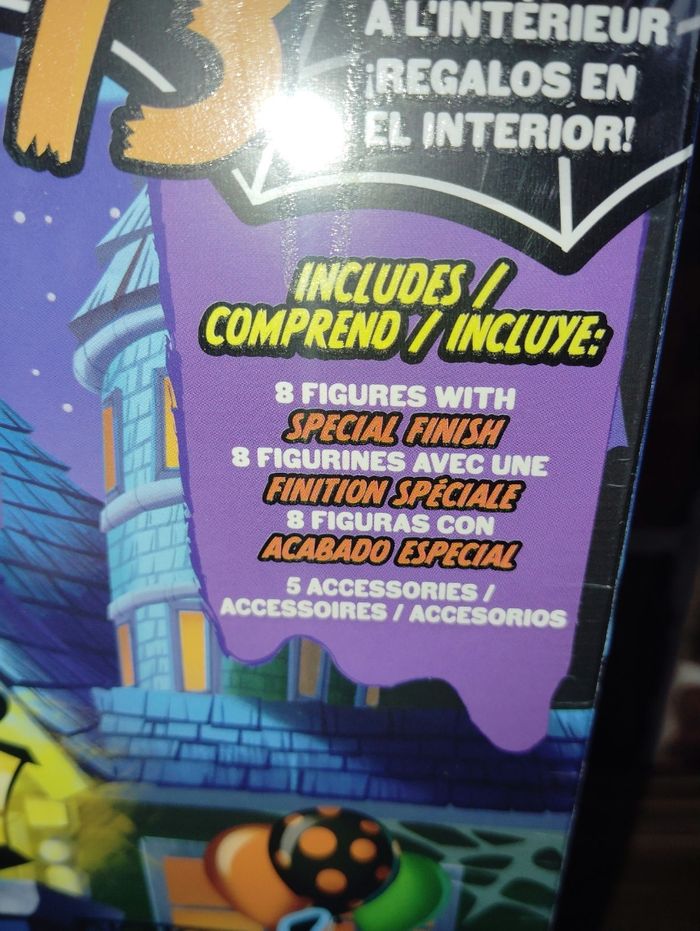 13
À L'INTÉRIEUR
¡REGALOS EN
EL INTERIOR!
INCLUDES /
COMPREND / INCLUYE:
8 FIGURES WITH
SPECIAL FINISH
8 FIGURINES AVEC UNE
FINITION SPÉCIALE
8 FIGURAS CON
ACABADO ESPECIAL
5 ACCESSORIES /
ACCESSOIRES / ACCESORIOS